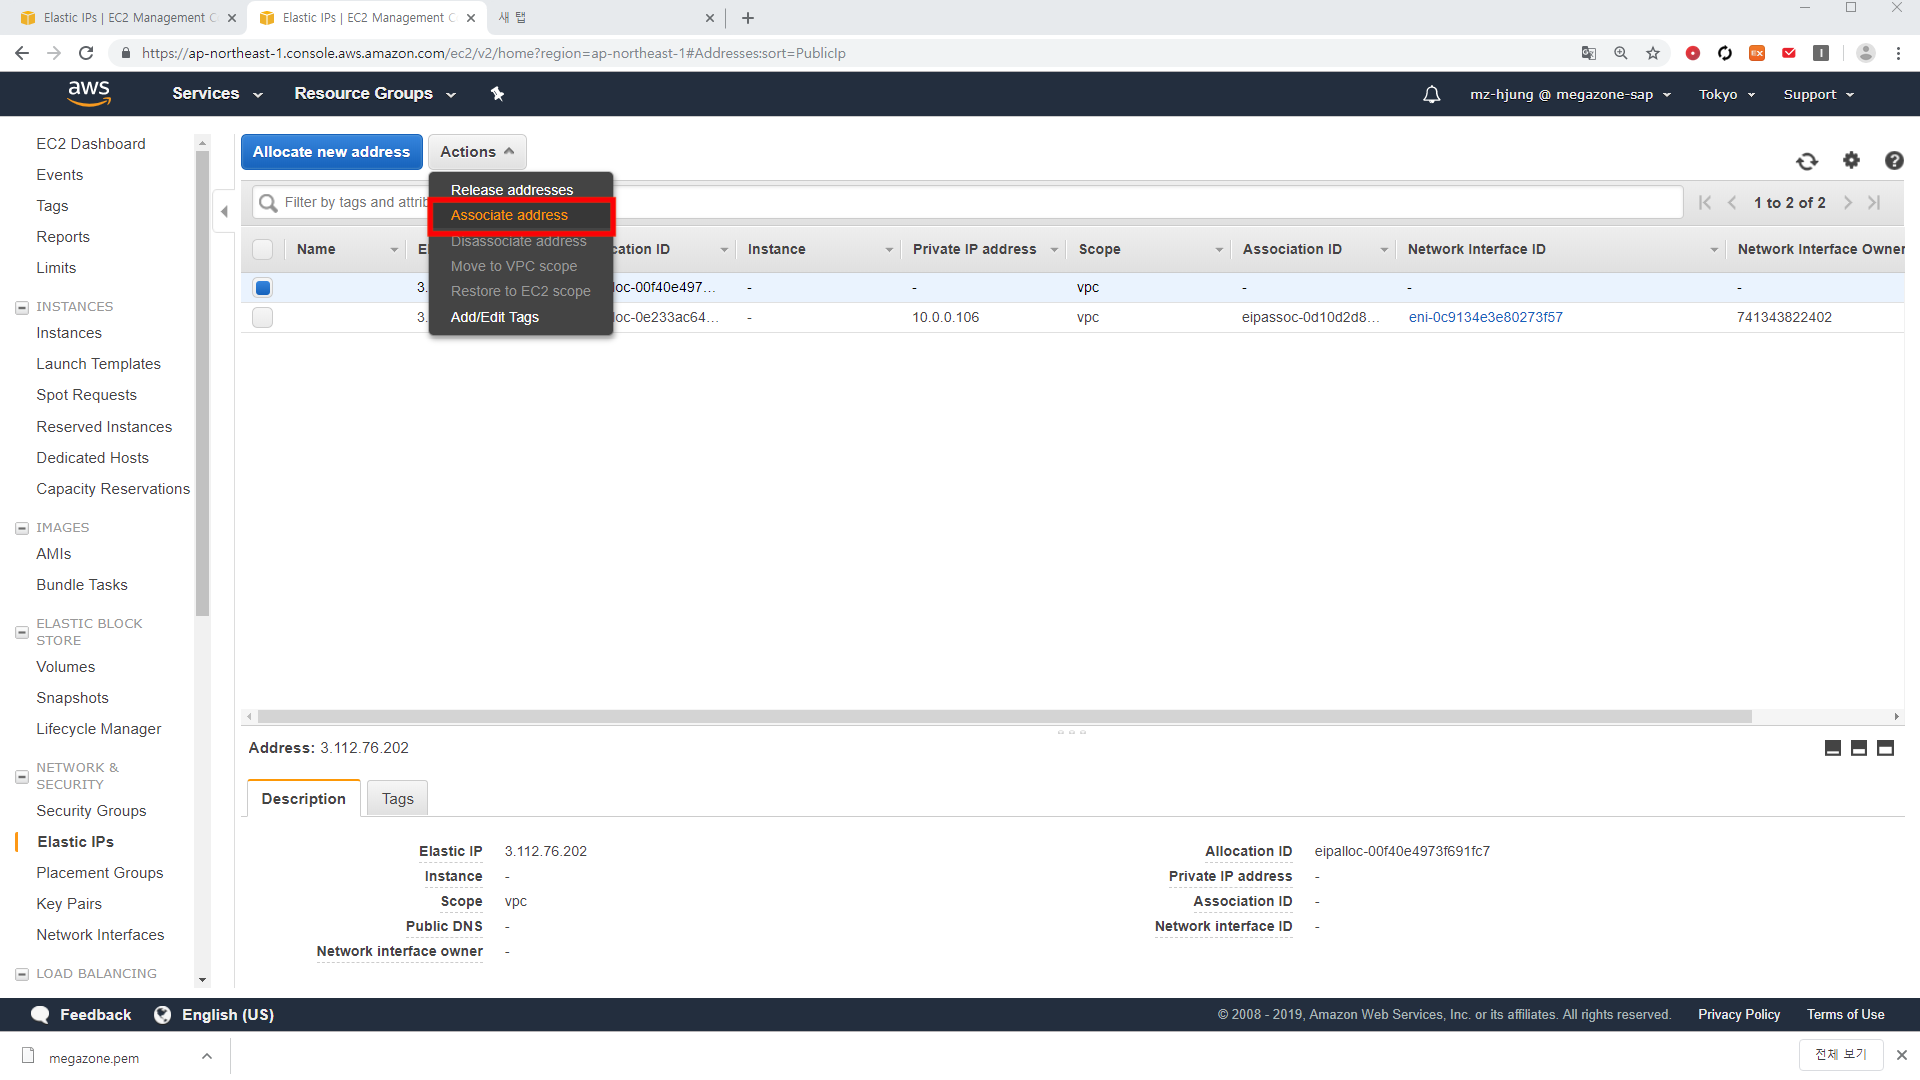 Elastic IPs | EC2 Management C
Elastic IPs | EC2 Management C
새 탭
https://ap-northeast-1.console.aws.amazon.com/ec2/v2/home?region=ap-northeast-1#Addresses:sort=PublicIp
aws
Services
Resource Groups
mz-hjung @ megazone-sap
Tokyo
Support
EC2 Dashboard
Events
Tags
Reports
Limits
INSTANCES
Instances
Launch Templates
Spot Requests
Reserved Instances
Dedicated Hosts
Capacity Reservations
IMAGES
AMIs
Bundle Tasks
ELASTIC BLOCK
STORE
Volumes
Snapshots
Lifecycle Manager
NETWORK &
SECURITY
Security Groups
Elastic IPs
Placement Groups
Key Pairs
Network Interfaces
LOAD BALANCING
Allocate new address
Actions
Release addresses
Associate address
Disassociate address
Move to VPC scope
Restore to EC2 scope
Add/Edit Tags
Filter by tags and attrib
1 to 2 of 2
Name E cation ID Instance Private IP address Scope Association ID Network Interface ID Network Interface Owner
3. loc-00f40e497... - - vpc - - -
3. loc-0e233ac64... - 10.0.0.106 vpc eipassoc-0d10d2d8... eni-0c9134e3e80273f57 741343822402
Address: 3.112.76.202
Description
Tags
Elastic IP 3.112.76.202
Instance -
Scope vpc
Public DNS -
Network interface owner -
Allocation ID eipalloc-00f40e4973f691fc7
Private IP address -
Association ID -
Network interface ID -
Feedback
English (US)
© 2008 - 2019, Amazon Web Services, Inc. or its affiliates. All rights reserved.
Privacy Policy
Terms of Use
megazone.pem
전체 보기